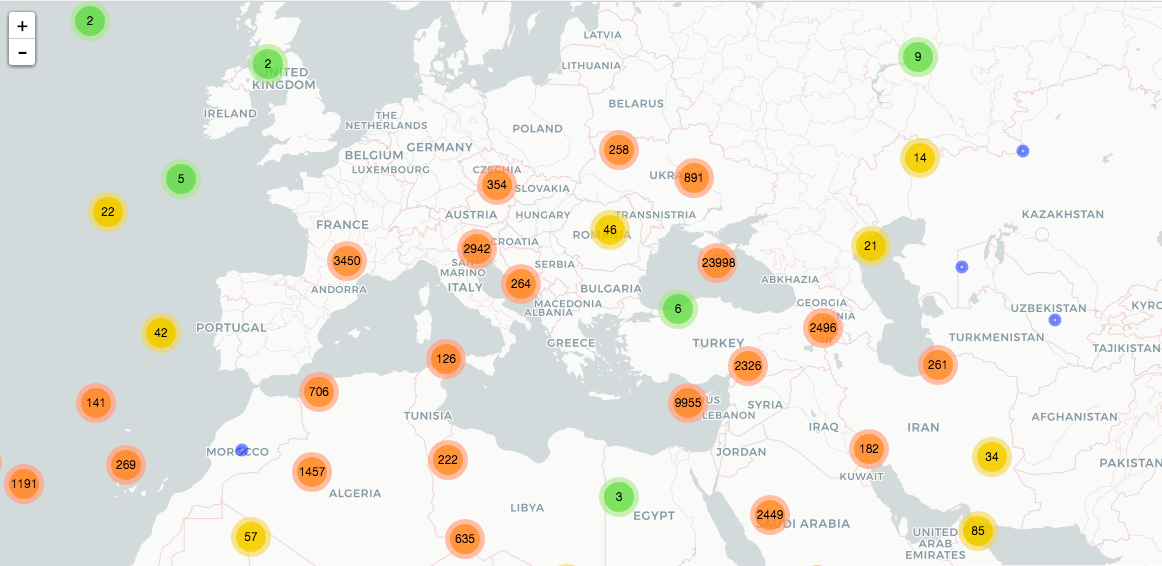 +
-
2
2
UNITED
KINGDOM
IRELAND
5
22
LATVIA
LITHUANIA
BELARUS
THE
NETHERLANDS
POLAND
GERMANY
BELGIUM
LUXEMBOURG
258
891
9
14
354
SLOVAKIA
AUSTRIA
HUNGARY
TRANSNISTRIA
46
KAZAKHSTAN
FRANCE
2942
CROATIA
21
3450
SAN
MARINO
ITALY
SERBIA
23998
264
ANDORRA
BULGARIA
ABKHAZIA
MACEDONIA
ALBANIA
6
GEORGIA
UZBEKISTAN
42
PORTUGAL
GREECE
TURKEY
2496
TURKMENISTAN
TAJIKISTAN
126
2326
261
706
141
9955
LEBANON
SYRIA
TUNISIA
AFGHANISTAN
IRAQ
IRAN
MOROCCO
JORDAN
182
34
PAKISTAN
269
1457
222
KUWAIT
1191
ALGERIA
3
LIBYA
EGYPT
2449
SAUDI ARABIA
57
635
85
UNITED
ARAB
EMIRATES